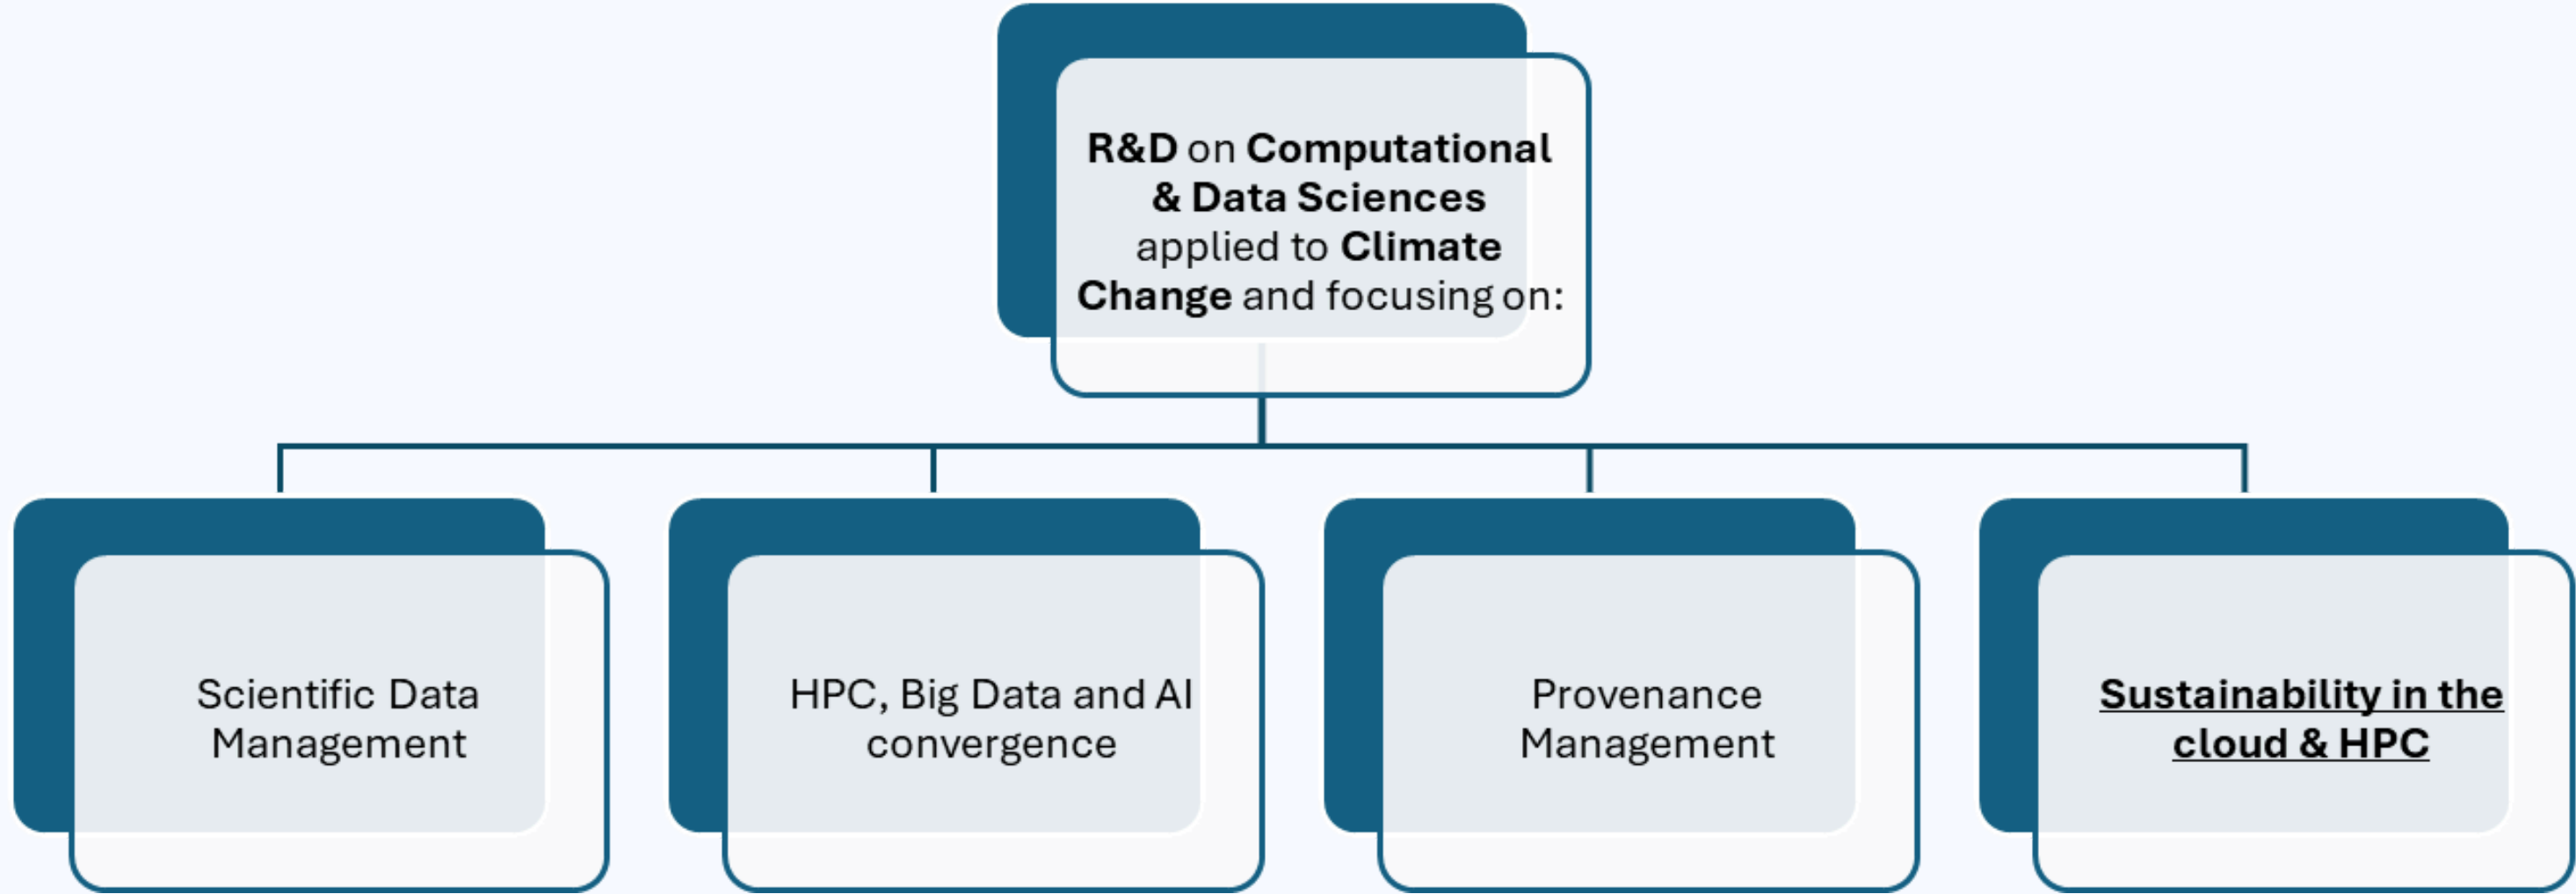 R&D on Computational
& Data Sciences
applied to Climate
Change and focusing on:
Scientific Data
Management
HPC, Big Data and AI
convergence
Provenance
Management
Sustainability in the
cloud & HPC